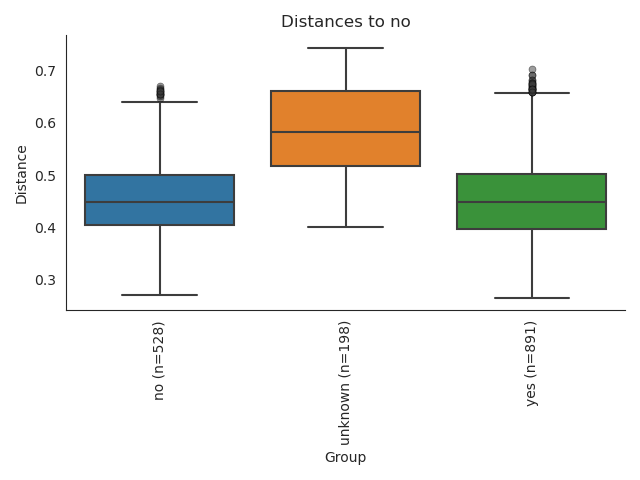 Distances to no
Distance
0.7
0.6
0.5
0.4
0.3
no (n=528)
unknown (n=198)
yes (n=891)
Group